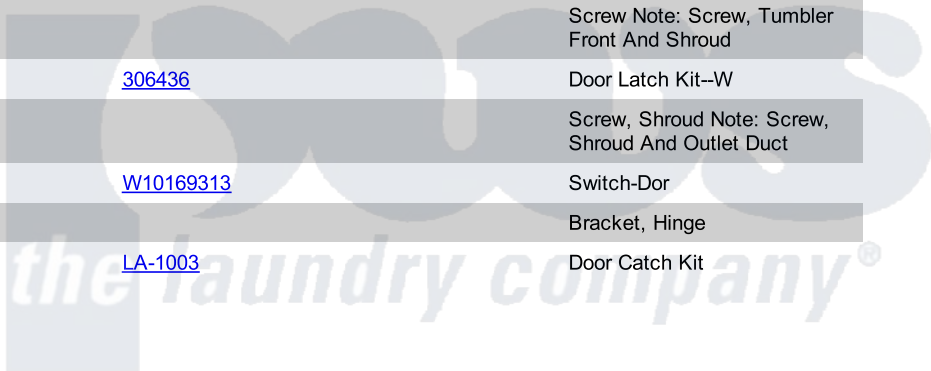 Screw Note: Screw, Tumbler
Front And Shroud
306436 Door Latch Kit--W
Screw, Shroud Note: Screw,
Shroud And Outlet Duct
W10169313 Switch-Dor
Bracket, Hinge
LA-1003 Door Catch Kit
the laundry company®